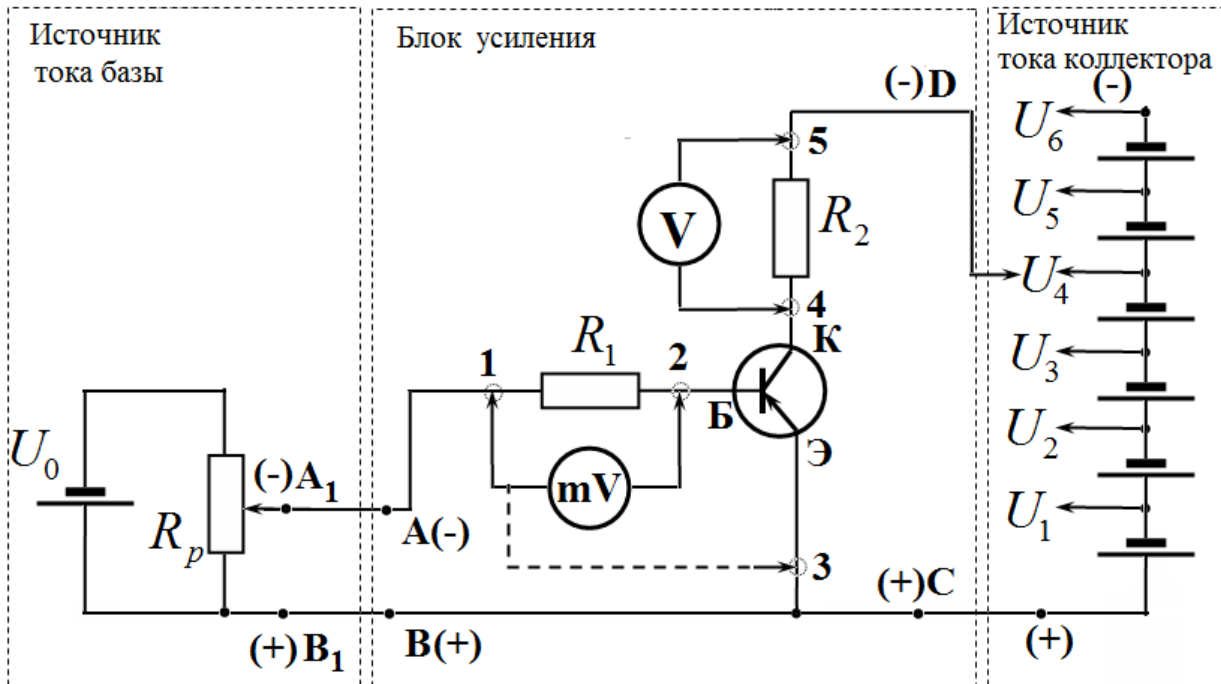 Источник
тока базы
Блок усиления
Источник
тока коллектора
(-)D
(-)
U6
5
V
R2
U5
U4
4
К
1
R1
2
U3
Б
Э
U2
U0
mV
(-)A1
A(-)
Rp
U1
3
(+)C
(+)B1
B(+)
(+)